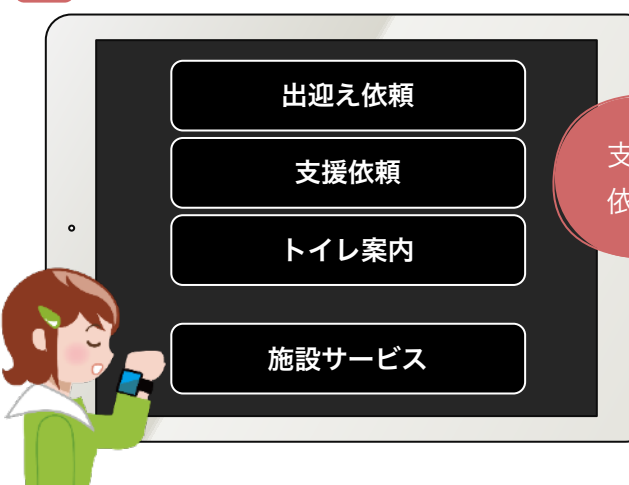 出迎え依頼
支援依頼
トイレ案内
施設サービス
支
依